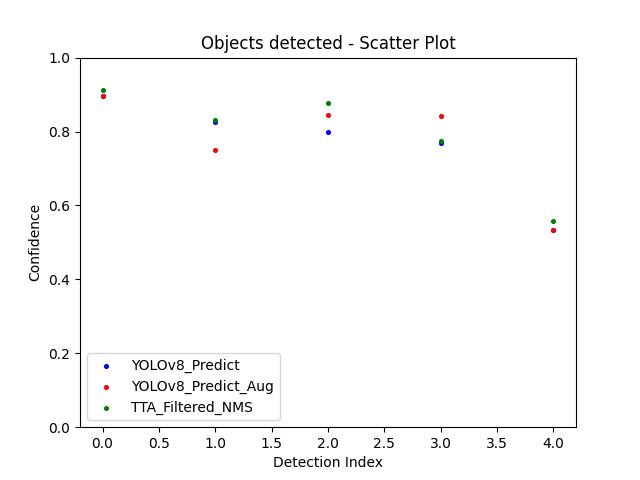 Objects detected - Scatter Plot
1.0
0.8
0.6
0.4
0.2
0.0
Confidence
YOLOv8_Predict
YOLOv8_Predict_Aug
TTA_Filtered_NMS
0.0 0.5 1.0 1.5 2.0 2.5 3.0 3.5 4.0
Detection Index